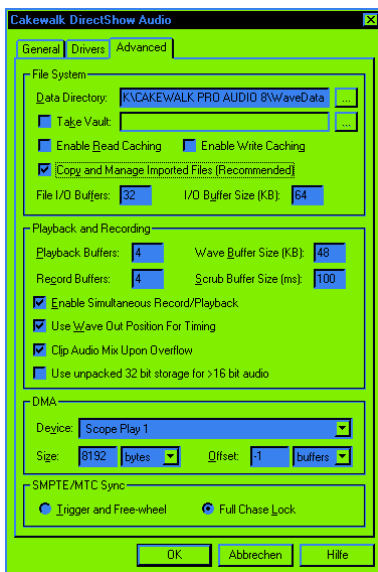 Cakewalk DirectShow Audio
General Drivers Advanced
File System
Data Directory: K\CAKEWALK PRO AUDIO 8\WaveData ...
Take Vault: ...
Enable Read Caching Enable Write Caching
Copy and Manage Imported Files (Recommended)
File I/O Buffers: 32 I/O Buffer Size (KB): 64
Playback and Recording
Playback Buffers: 4 Wave Buffer Size (KB): 48
Record Buffers: 4 Scrub Buffer Size (ms): 100
Enable Simultaneous Record/Playback
Use Wave Out Position For Timing
Clip Audio Mix Upon Overflow
Use unpacked 32 bit storage for >16 bit audio
DMA
Device: Scope Play 1
Size: 8192 bytes Offset: -1 buffers
SMPTE/MTC Sync
Trigger and Free-wheel Full Chase Lock
OK Abbrechen Hilfe